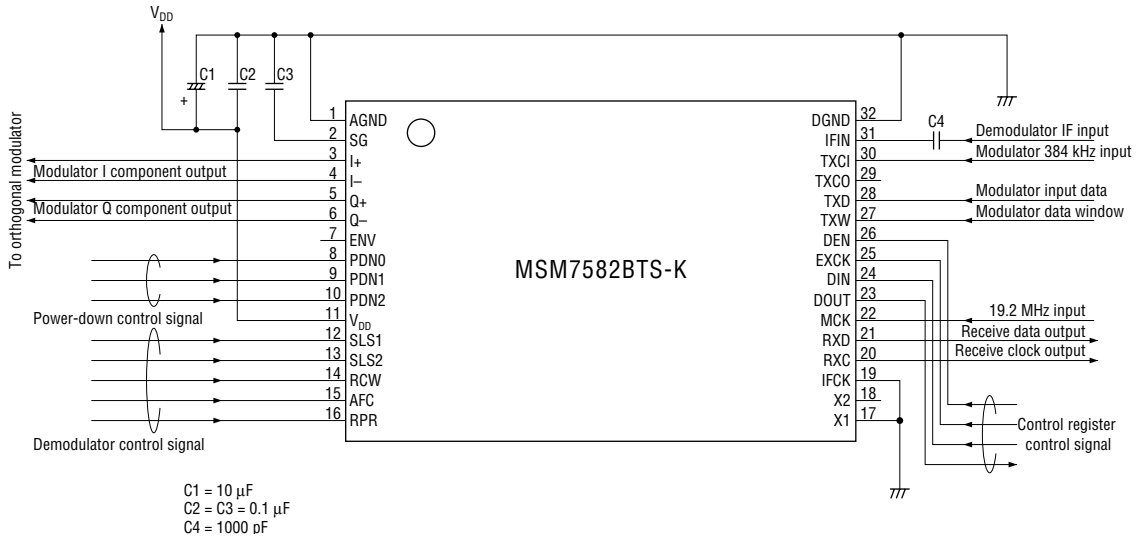 VDD
C1
C2
C3
+
To orthogonal modulator
Modulator I component output
Modulator Q component output
Power-down control signal
Demodulator control signal
1 AGND
2 SG
3 I+
4 I–
5 Q+
6 Q–
7 ENV
8 PDN0
9 PDN1
10 PDN2
11 VDD
12 SLS1
13 SLS2
14 RCW
15 AFC
16 RPR
MSM7582BTS-K
DGND 32
IFIN 31
TXCI 30
TXCO 29
TXD 28
TXW 27
DEN 26
EXCK 25
DIN 24
DOUT 23
MCK 22
RXD 21
RXC 20
IFCK 19
X2 18
X1 17
C4
Demodulator IF input
Modulator 384 kHz input
Modulator input data
Modulator data window
19.2 MHz input
Receive data output
Receive clock output
Control register
control signal
C1 = 10 μF
C2 = C3 = 0.1 μF
C4 = 1000 pF